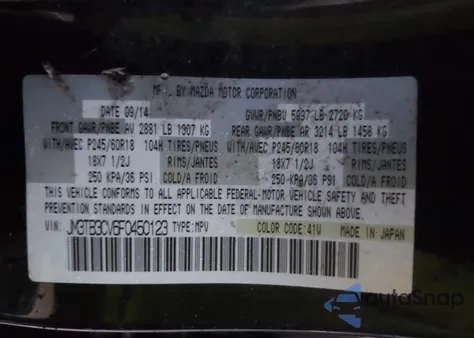 MFD. BY MAZDA MOTOR CORPORATION
DATE 09/14 GVWR/PNBV 5997 LB 2720 KG
FRONT GAWR/PNBE AV 2881 LB 1307 KG REAR GAWR/PNBE AR 3214 LB 1458 KG
WITH/AVEC P245/60R18 104H TIRES/PNEUS WITH/AVEC P245/60R18 104H TIRES/PNEUS
18X7 1/2J RIMS/JANTES 18X7 1/2J RIMS/JANTES
250 KPA/36 PSI COLD/A FROID 250 KPA/36 PSI COLD/A FROID
THIS VEHICLE CONFORMS TO ALL APPLICABLE FEDERAL-MOTOR VEHICLE SAFETY AND THEFT
PREVENTION STANDARDS IN EFFECT ON THE DATE OF MANUFACTURE SHOWN ABOVE.
VIN: JM3TB3CV6F0450123 TYPE:MPV COLOR CODE:41W MADE IN JAPAN
autoSnap